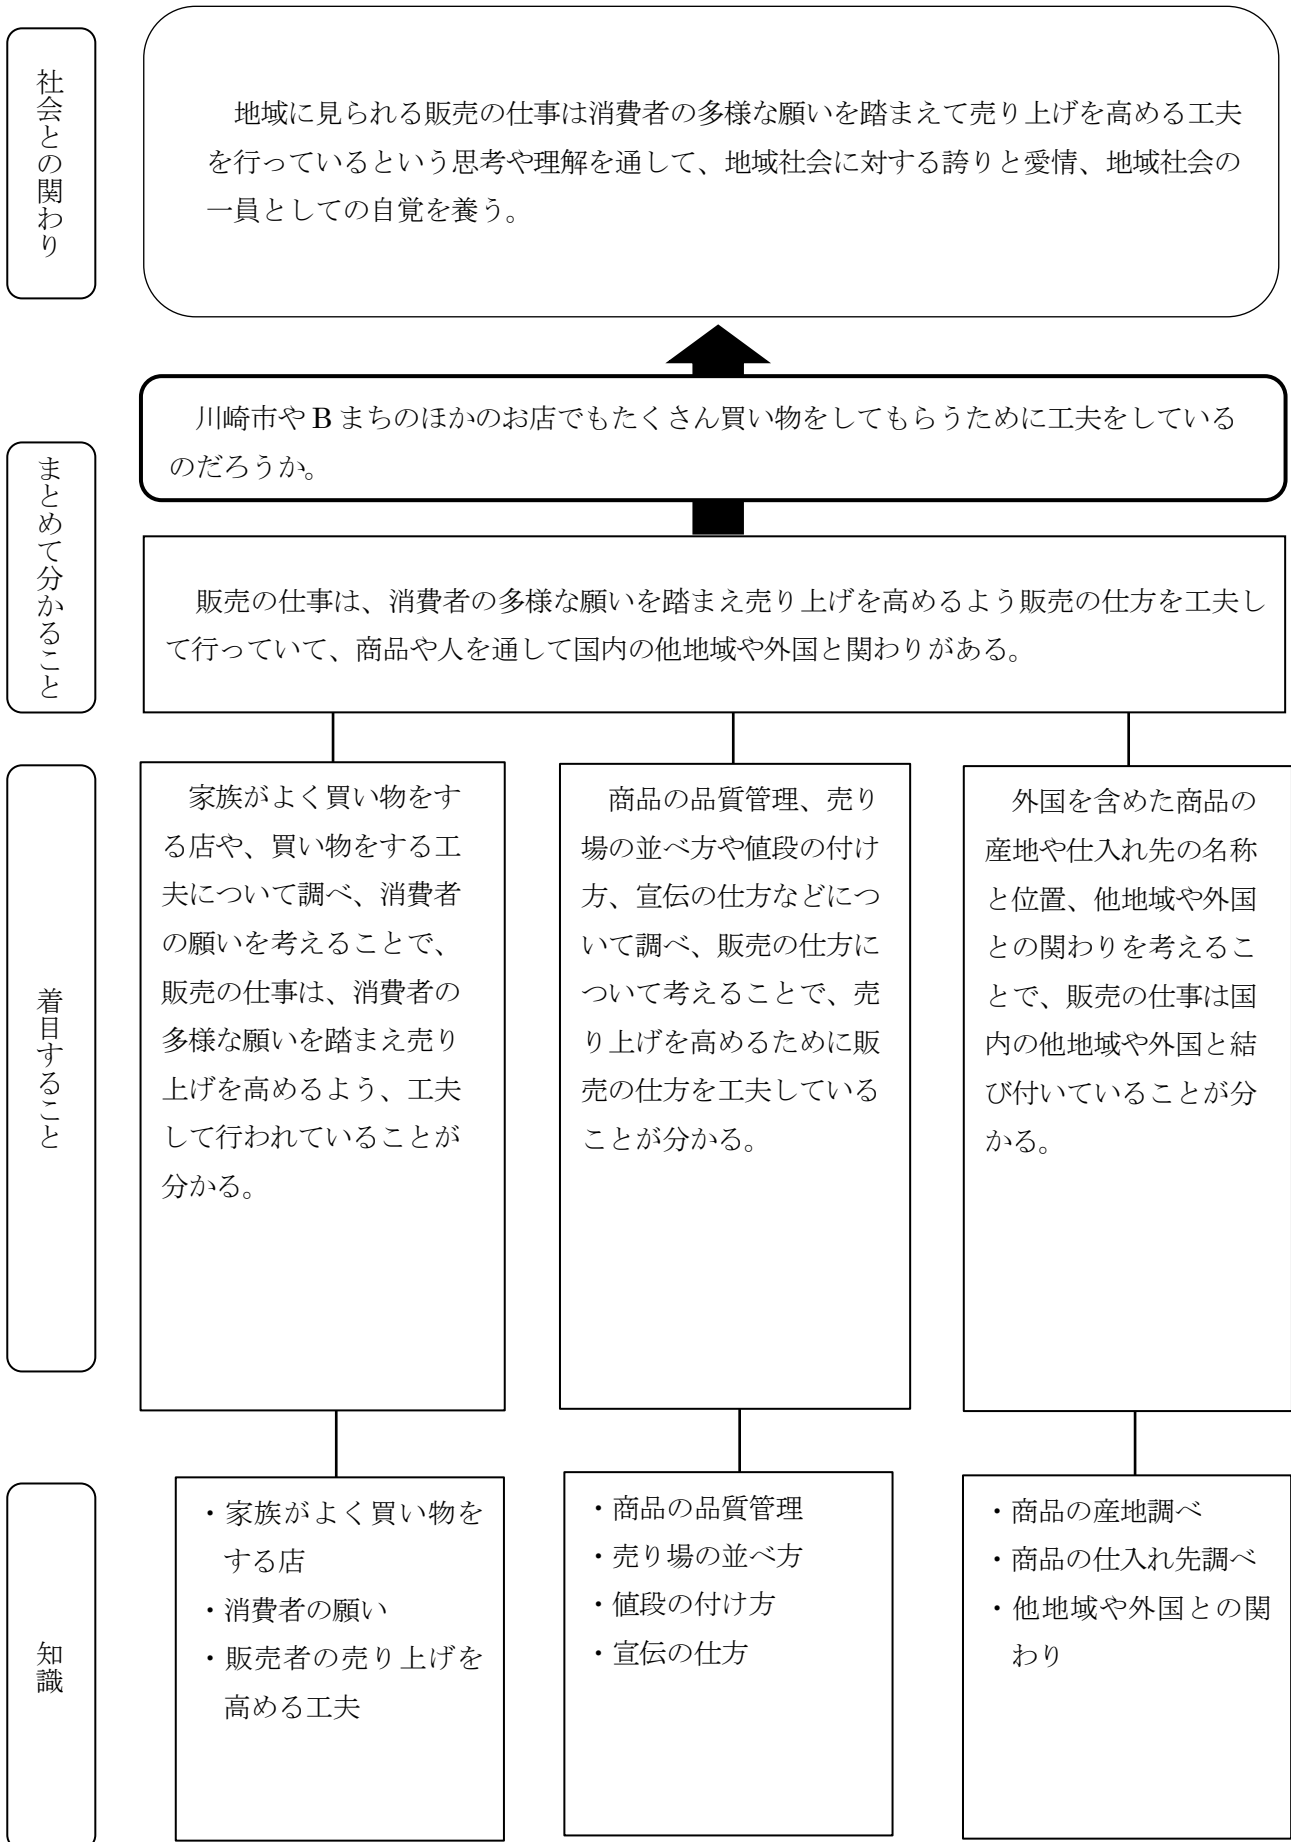 社会との関わり
地域に見られる販売の仕事は消費者の多様な願いを踏まえて売り上げを高める工夫
を行っているという思考や理解を通して、地域社会に対する誇りと愛情、地域社会の
一員としての自覚を養う。
川崎市や B まちのほかのお店でもたくさん買い物をしてもらうために工夫をしている
のだろうか。
まとめて分かること
販売の仕事は、消費者の多様な願いを踏まえ売り上げを高めるよう販売の仕方を工夫し
て行っていて、商品や人を通して国内の他地域や外国と関わりがある。
着目すること
家族がよく買い物をす
る店や、買い物をする工
夫について調べ、消費者
の願いを考えることで、
販売の仕事は、消費者の
多様な願いを踏まえ売り
上げを高めるよう、工夫
して行われていることが
分かる。
商品の品質管理、売り
場の並べ方や値段の付け
方、宣伝の仕方などにつ
いて調べ、販売の仕方に
ついて考えることで、売
り上げを高めるために販
売の仕方を工夫している
ことが分かる。
外国を含めた商品の
産地や仕入れ先の名称
と位置、他地域や外国
との関わりを考えるこ
とで、販売の仕事は国
内の他地域や外国と結
び付いていることが分
かる。
知識
・家族がよく買い物を
する店
・消費者の願い
・販売者の売り上げを
高める工夫
・商品の品質管理
・売り場の並べ方
・値段の付け方
・宣伝の仕方
・商品の産地調べ
・商品の仕入れ先調べ
・他地域や外国との関
わり